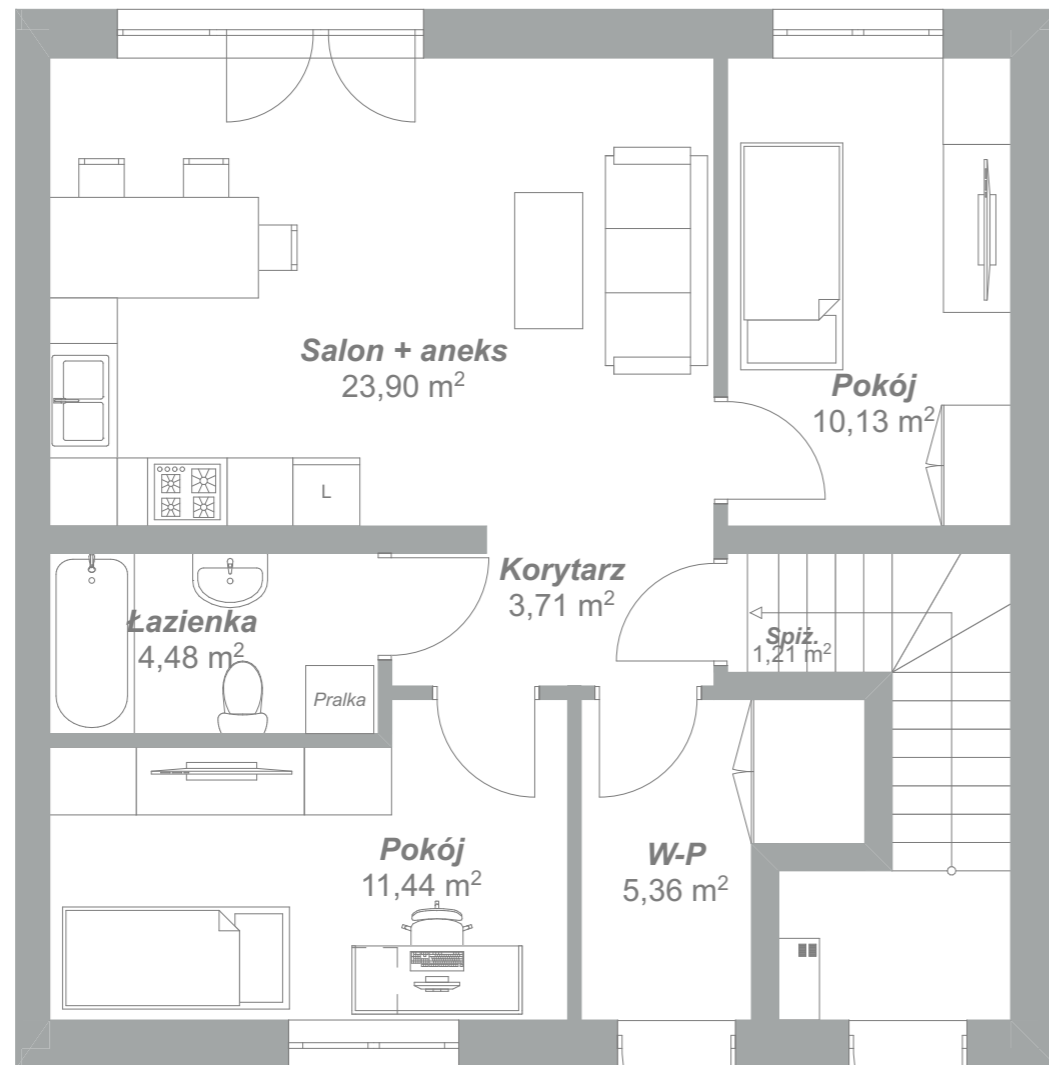 Salon + aneks
23,90 m²
Pokój
10,13 m²
L
Korytarz
3,71 m²
Spiż.
1,21 m²
Łazienka
4,48 m²
Pralka
Pokój
11,44 m²
W-P
5,36 m²